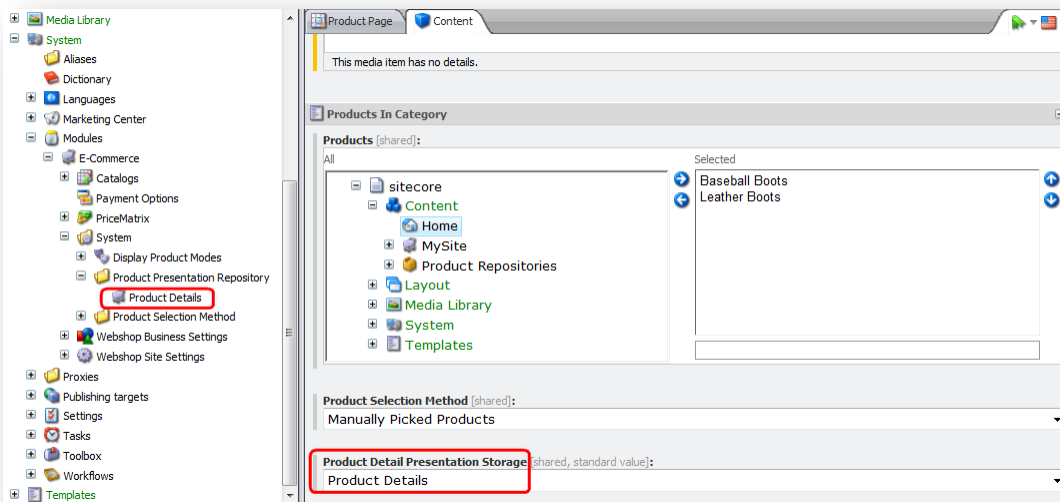 Media Library
System
Aliases
Dictionary
Languages
Marketing Center
Modules
E-Commerce
Catalogs
Payment Options
PriceMatrix
System
Display Product Modes
Product Presentation Repository
Product Details
Product Selection Method
Webshop Business Settings
Webshop Site Settings
Proxies
Publishing targets
Settings
Tasks
Toolbox
Workflows
Templates
Product Page
Content
This media item has no details.
Products In Category
Products [shared]:
All
sitecore
Content
Home
MySite
Product Repositories
Layout
Media Library
System
Templates
Selected
Baseball Boots
Leather Boots
Product Selection Method [shared]:
Manually Picked Products
Product Detail Presentation Storage [shared, standard value]:
Product Details